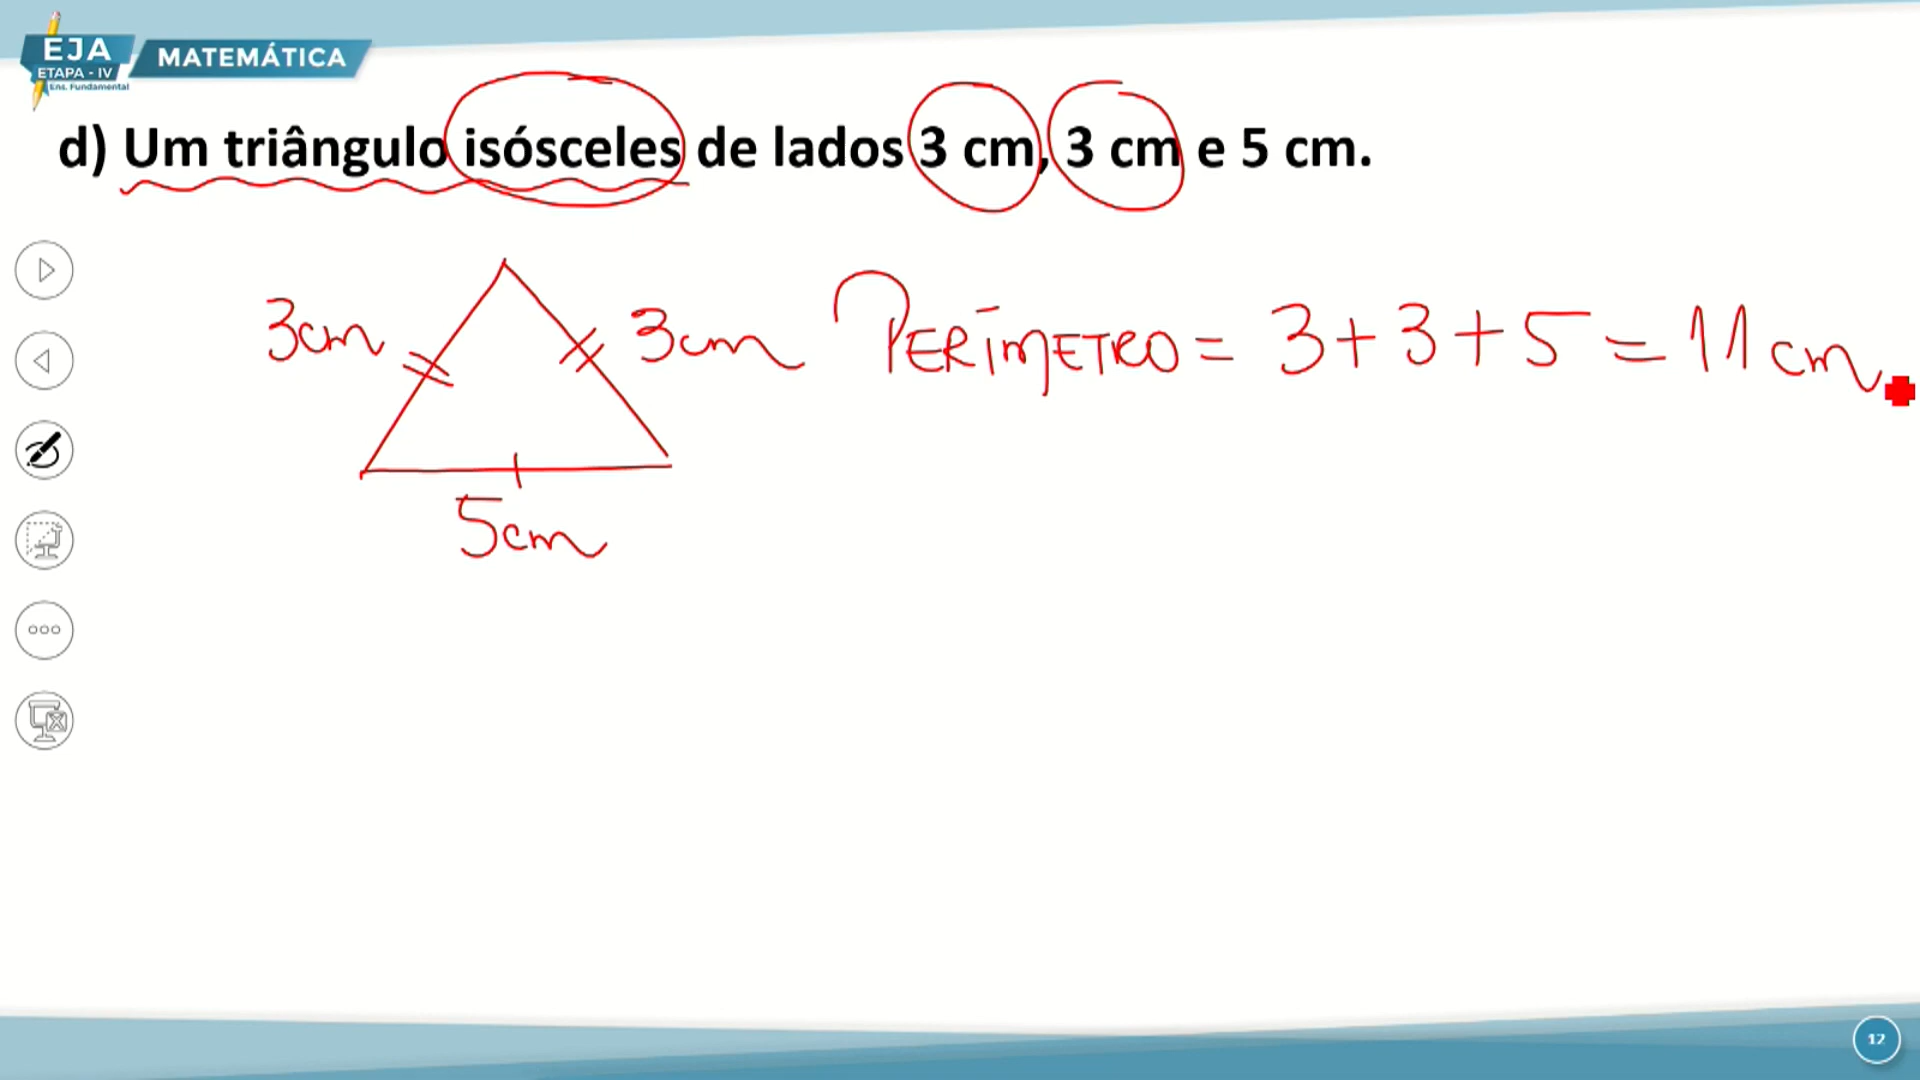 EJA
ETAPA - IV
Ens. Fundamental
MATEMÁTICA
d) Um triângulo isósceles de lados 3 cm, 3 cm e 5 cm.
3cm
3cm
PERÍMETRO = 3 + 3 + 5 = 11 cm
5cm
12